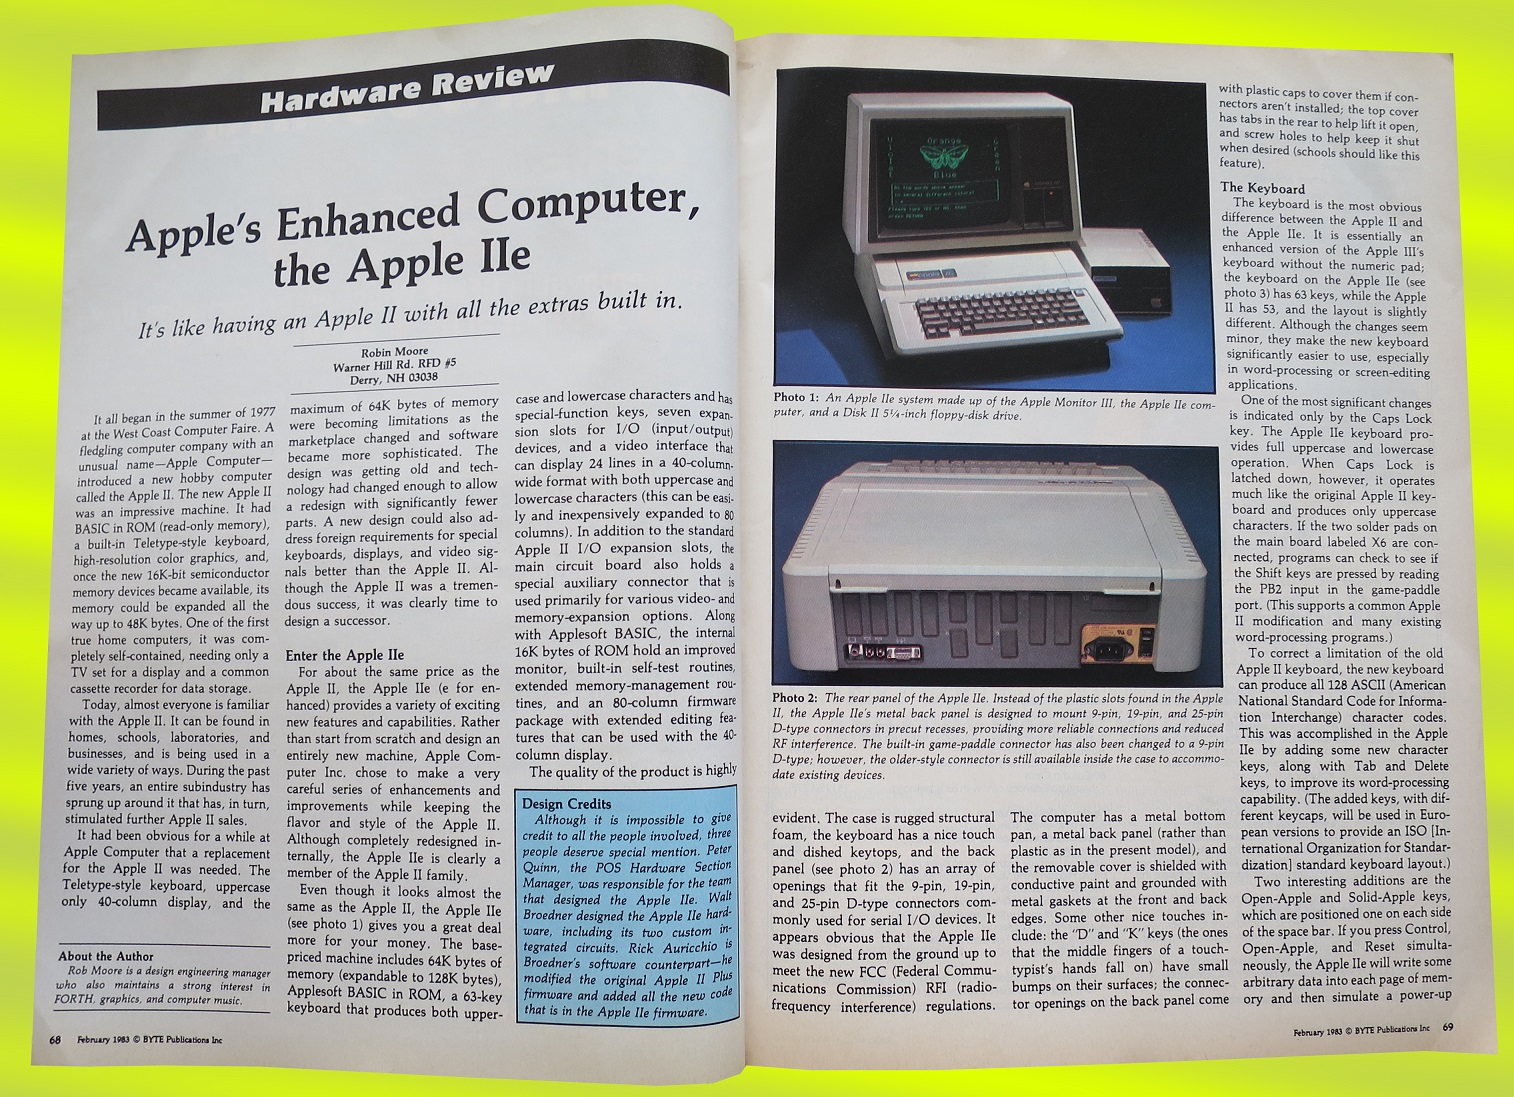 Hardware Review
Apple's Enhanced Computer,
the Apple IIe
It's like having an Apple II with all the extras built in.
Robin Moore
Warner Hill Rd. RFD #5
Derry, NH 03038
It all began in the summer of 1977
at the West Coast Computer Faire. A
fledgling computer company with an
unusual name—Apple Computer—
introduced a new hobby computer
called the Apple II. The new Apple II
was an impressive machine. It had
BASIC in ROM (read-only memory),
a built-in Teletype-style keyboard,
high-resolution color graphics, and,
once the new 16K-bit semiconductor
memory devices became available, its
memory could be expanded all the
way up to 48K bytes. One of the first
true home computers, it was com-
pletely self-contained, needing only a
TV set for a display and a common
cassette recorder for data storage.
Today, almost everyone is familiar
with the Apple II. It can be found in
homes, schools, laboratories, and
businesses, and is being used in a
wide variety of ways. During the past
five years, an entire subindustry has
sprung up around it that has, in turn,
stimulated further Apple II sales.
It had been obvious for a while at
Apple Computer that a replacement
for the Apple II was needed. The
Teletype-style keyboard, uppercase
only 40-column display, and the
About the Author
Rob Moore is a design engineering manager
who also maintains a strong interest in
FORTH, graphics, and computer music.
maximum of 64K bytes of memory
were becoming limitations as the
marketplace changed and software
became more sophisticated. The
design was getting old and tech-
nology had changed enough to allow
a redesign with significantly fewer
parts. A new design could also ad-
dress foreign requirements for special
keyboards, displays, and video sig-
nals better than the Apple II. Al-
though the Apple II was a tremen-
dous success, it was clearly time to
design a successor.
Enter the Apple IIe
For about the same price as the
Apple II, the Apple IIe (e for en-
hanced) provides a variety of exciting
new features and capabilities. Rather
than start from scratch and design an
entirely new machine, Apple Com-
puter Inc. chose to make a very
careful series of enhancements and
improvements while keeping the
flavor and style of the Apple II.
Although completely redesigned in-
ternally, the Apple IIe is clearly a
member of the Apple II family.
Even though it looks almost the
same as the Apple II, the Apple IIe
(see photo 1) gives you a great deal
more for your money. The base-
priced machine includes 64K bytes of
memory (expandable to 128K bytes),
Applesoft BASIC in ROM, a 63-key
keyboard that produces both upper-
case and lowercase characters and has
special-function keys, seven expan-
sion slots for I/O (input/output)
devices, and a video interface that
can display 24 lines in a 40-column-
wide format with both uppercase and
lowercase characters (this can be easi-
ly and inexpensively expanded to 80
columns). In addition to the standard
Apple II I/O expansion slots, the
main circuit board also holds a
special auxiliary connector that is
used primarily for various video- and
memory-expansion options. Along
with Applesoft BASIC, the internal
16K bytes of ROM hold an improved
monitor, built-in self-test routines,
extended memory-management rou-
tines, and an 80-column firmware
package with extended editing fea-
tures that can be used with the 40-
column display.
The quality of the product is highly
Design Credits
Although it is impossible to give
credit to all the people involved, three
people deserve special mention. Peter
Quinn, the POS Hardware Section
Manager, was responsible for the team
that designed the Apple IIe. Walt
Broedner designed the Apple IIe hard-
ware, including its two custom in-
tegrated circuits. Rick Auricchio is
Broedner's software counterpart—he
modified the original Apple II Plus
firmware and added all the new code
that is in the Apple IIe firmware.
68 February 1983 © BYTE Publications Inc
Orange
Violet
Green
Blue
Photo 1: An Apple IIe system made up of the Apple Monitor III, the Apple IIe com-
puter, and a Disk II 5¼-inch floppy-disk drive.
Photo 2: The rear panel of the Apple IIe. Instead of the plastic slots found in the Apple
II, the Apple IIe's metal back panel is designed to mount 9-pin, 19-pin, and 25-pin
D-type connectors in precut recesses, providing more reliable connections and reduced
RF interference. The built-in game-paddle connector has also been changed to a 9-pin
D-type; however, the older-style connector is still available inside the case to accommo-
date existing devices.
evident. The case is rugged structural
foam, the keyboard has a nice touch
and dished keytops, and the back
panel (see photo 2) has an array of
openings that fit the 9-pin, 19-pin,
and 25-pin D-type connectors com-
monly used for serial I/O devices. It
appears obvious that the Apple IIe
was designed from the ground up to
meet the new FCC (Federal Commu-
nications Commission) RFI (radio-
frequency interference) regulations.
The computer has a metal bottom
pan, a metal back panel (rather than
plastic as in the present model), and
the removable cover is shielded with
conductive paint and grounded with
metal gaskets at the front and back
edges. Some other nice touches in-
clude: the "D" and "K" keys (the ones
that the middle fingers of a touch-
typist's hands fall on) have small
bumps on their surfaces; the connec-
tor openings on the back panel come
with plastic caps to cover them if con-
nectors aren't installed; the top cover
has tabs in the rear to help lift it open,
and screw holes to help keep it shut
when desired (schools should like this
feature).
The Keyboard
The keyboard is the most obvious
difference between the Apple II and
the Apple IIe. It is essentially an
enhanced version of the Apple III's
keyboard without the numeric pad;
the keyboard on the Apple IIe (see
photo 3) has 63 keys, while the Apple
II has 53, and the layout is slightly
different. Although the changes seem
minor, they make the new keyboard
significantly easier to use, especially
in word-processing or screen-editing
applications.
One of the most significant changes
is indicated only by the Caps Lock
key. The Apple IIe keyboard pro-
vides full uppercase and lowercase
operation. When Caps Lock is
latched down, however, it operates
much like the original Apple II key-
board and produces only uppercase
characters. If the two solder pads on
the main board labeled X6 are con-
nected, programs can check to see if
the Shift keys are pressed by reading
the PB2 input in the game-paddle
port. (This supports a common Apple
II modification and many existing
word-processing programs.)
To correct a limitation of the old
Apple II keyboard, the new keyboard
can produce all 128 ASCII (American
National Standard Code for Informa-
tion Interchange) character codes.
This was accomplished in the Apple
IIe by adding some new character
keys, along with Tab and Delete
keys, to improve its word-processing
capability. (The added keys, with dif-
ferent keycaps, will be used in Euro-
pean versions to provide an ISO [In-
ternational Organization for Standar-
dization] standard keyboard layout.)
Two interesting additions are the
Open-Apple and Solid-Apple keys,
which are positioned one on each side
of the space bar. If you press Control,
Open-Apple, and Reset simulta-
neously, the Apple IIe will write some
arbitrary data into each page of mem-
ory and then simulate a power-up
February 1983 © BYTE Publications Inc 69